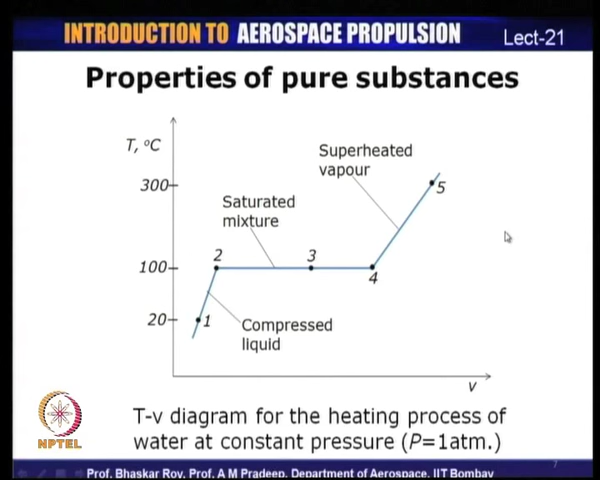 INTRODUCTION TO AEROSPACE PROPULSION
Lect-21
Properties of pure substances
T, °C
Superheated
vapour
300
5
Saturated
mixture
2
3
100
4
20
1
Compressed
liquid
v
T-v diagram for the heating process of
water at constant pressure (P=1atm.)
NPTEL
7
Prof. Bhaskar Roy, Prof. A M Pradeep, Department of Aerospace, IIT Bombay